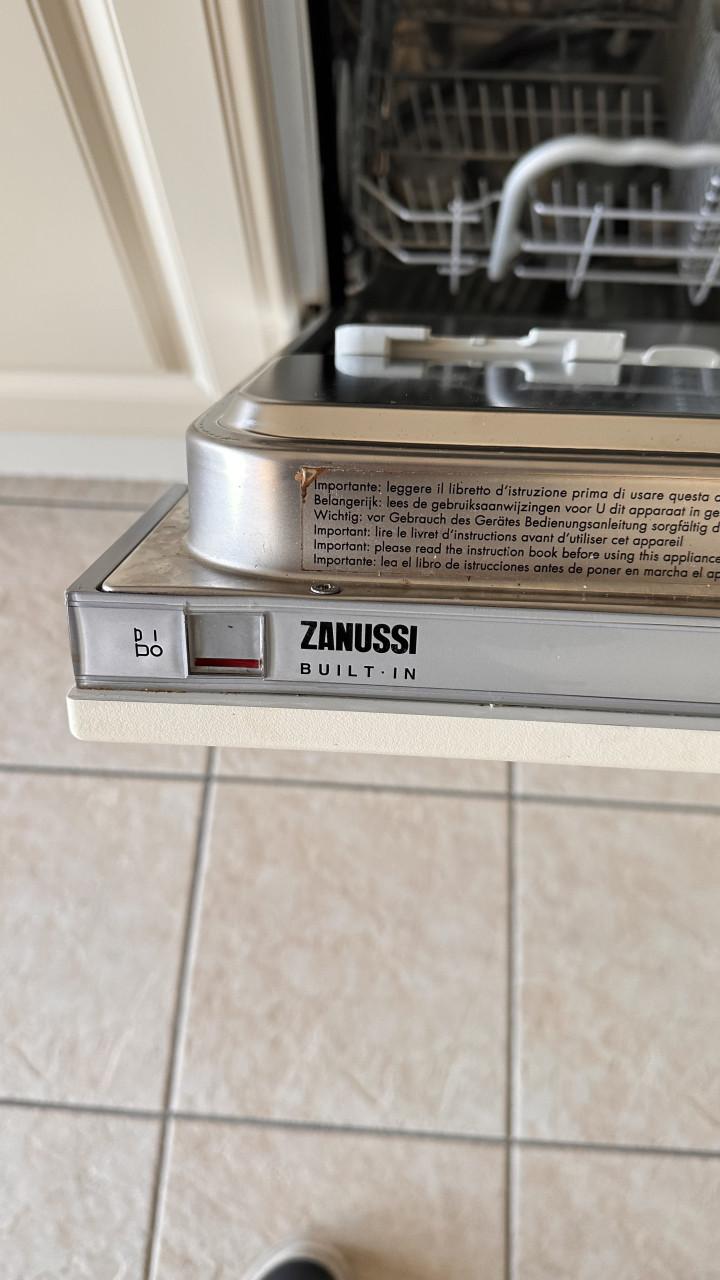 Importante: leggere il libretto d'istruzione prima di usare questa
Belangerijk: lees de gebruiksaanwijzingen voor U dit apparaat in
Wichtig: vor Gebrauch des Gerätes Bedienungsanleitung sorgfältig
Important: lire le livret d'instructions avant d'utiliser cet appareil
Important: please read the instruction book before using this appliance
Importante: lea el libro de istrucciones antes de poner en marcha el
ZANUSSI
BUILT·IN